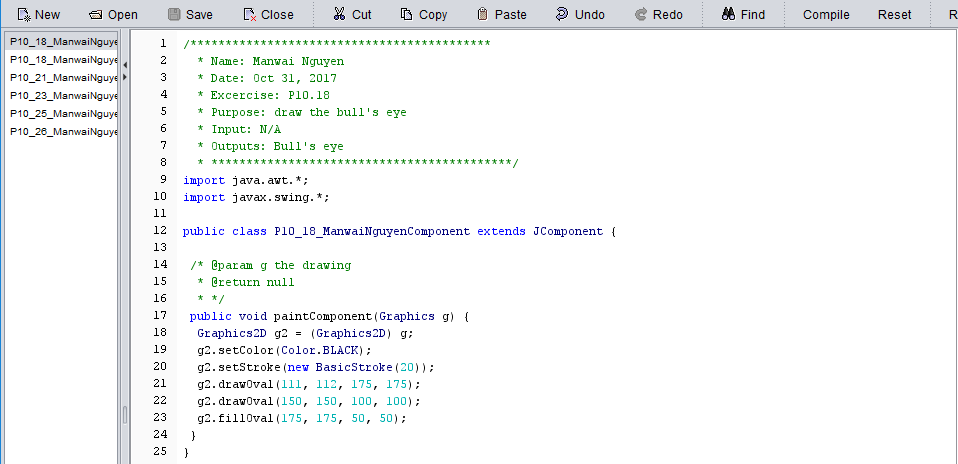 New Open Save Close Cut Copy Paste Undo Redo Find Compile Reset R
P10_18_ManwaiNguye
P10_18_ManwaiNguye
P10_21_ManwaiNguye
P10_23_ManwaiNguye
P10_25_ManwaiNguye
P10_26_ManwaiNguye
1 /*******************************************
2 * Name: Manwai Nguyen
3 * Date: Oct 31, 2017
4 * Excercise: P10.18
5 * Purpose: draw the bull's eye
6 * Input: N/A
7 * Outputs: Bull's eye
8 * *******************************************/
9 import java.awt.*;
10 import javax.swing.*;
11
12 public class P10_18_ManwaiNguyenComponent extends JComponent {
13
14 /* @param g the drawing
15 * @return null
16 * */
17 public void paintComponent(Graphics g) {
18 Graphics2D g2 = (Graphics2D) g;
19 g2.setColor(Color.BLACK);
20 g2.setStroke(new BasicStroke(20));
21 g2.drawOval(111, 112, 175, 175);
22 g2.drawOval(150, 150, 100, 100);
23 g2.fillOval(175, 175, 50, 50);
24 }
25 }